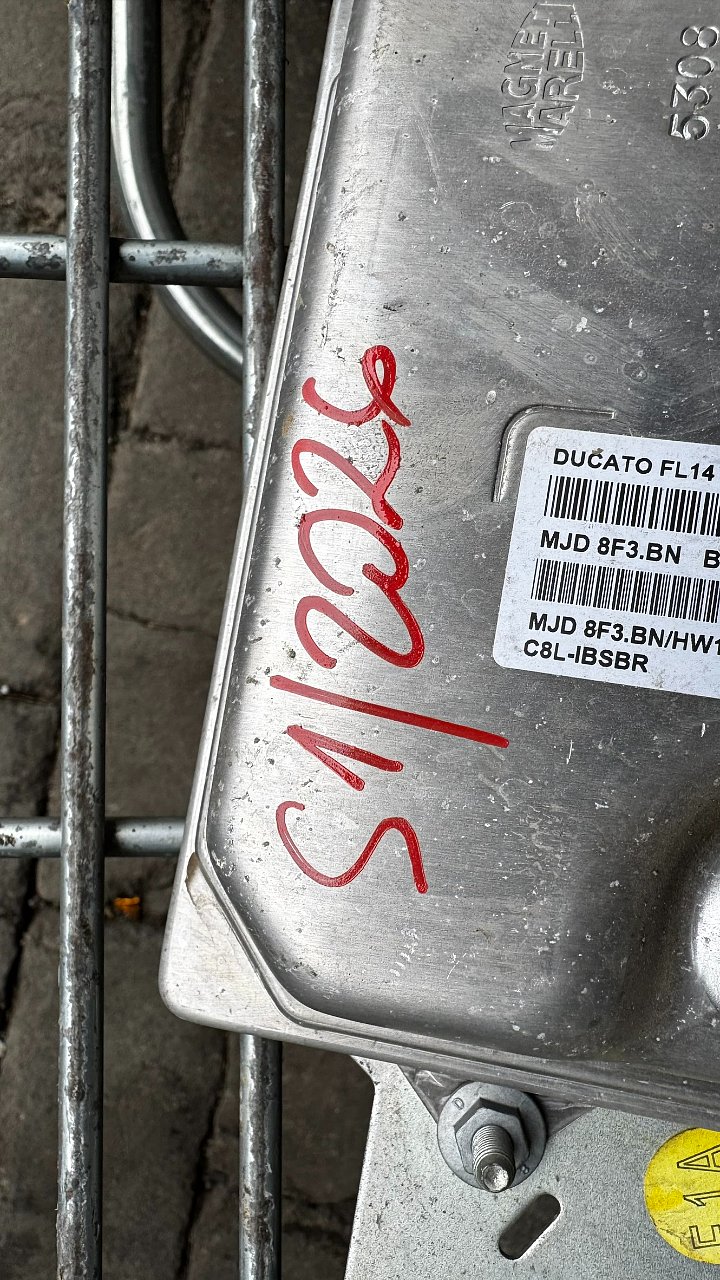 MAGNETI
MARELLI
5308
S1/2026
DUCATO FL14
MJD 8F3.BN B
MJD 8F3.BN/HW1
C8L-IBSBR